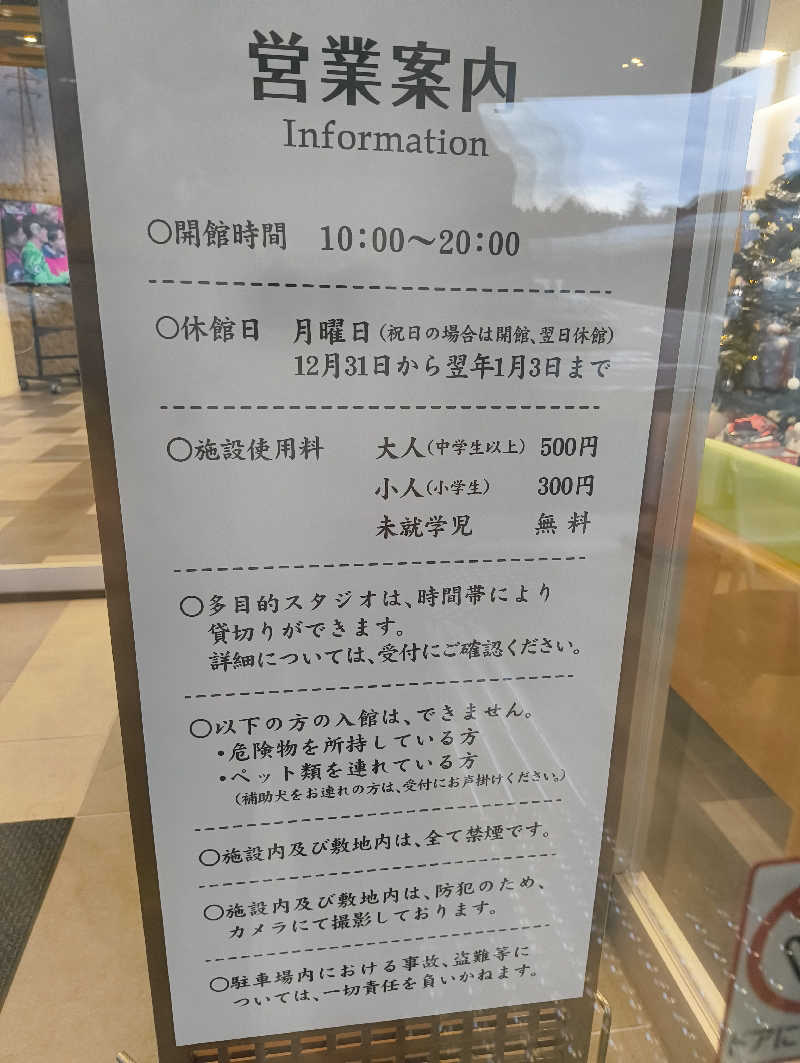 営業案内
Information
〇開館時間 10:00～20:00
〇休館日 月曜日(祝日の場合は開館、翌日休館)
12月31日から翌年1月3日まで
〇施設使用料 大人(中学生以上) 500円
小人(小学生) 300円
未就学児 無料
〇多目的スタジオは、時間帯により
貸切りができます。
詳細については、受付にご確認ください。
〇以下の方の入館は、できません。
・危険物を所持している方
・ペット類を連れている方
(補助犬をお連れの方は、受付にお声掛けください。)
〇施設内及び敷地内は、全て禁煙です。
〇施設内及び敷地内は、防犯のため、
カメラにて撮影しております。
〇駐車場内における事故、盗難等に
ついては、一切責任を負いかねます。
ドアに